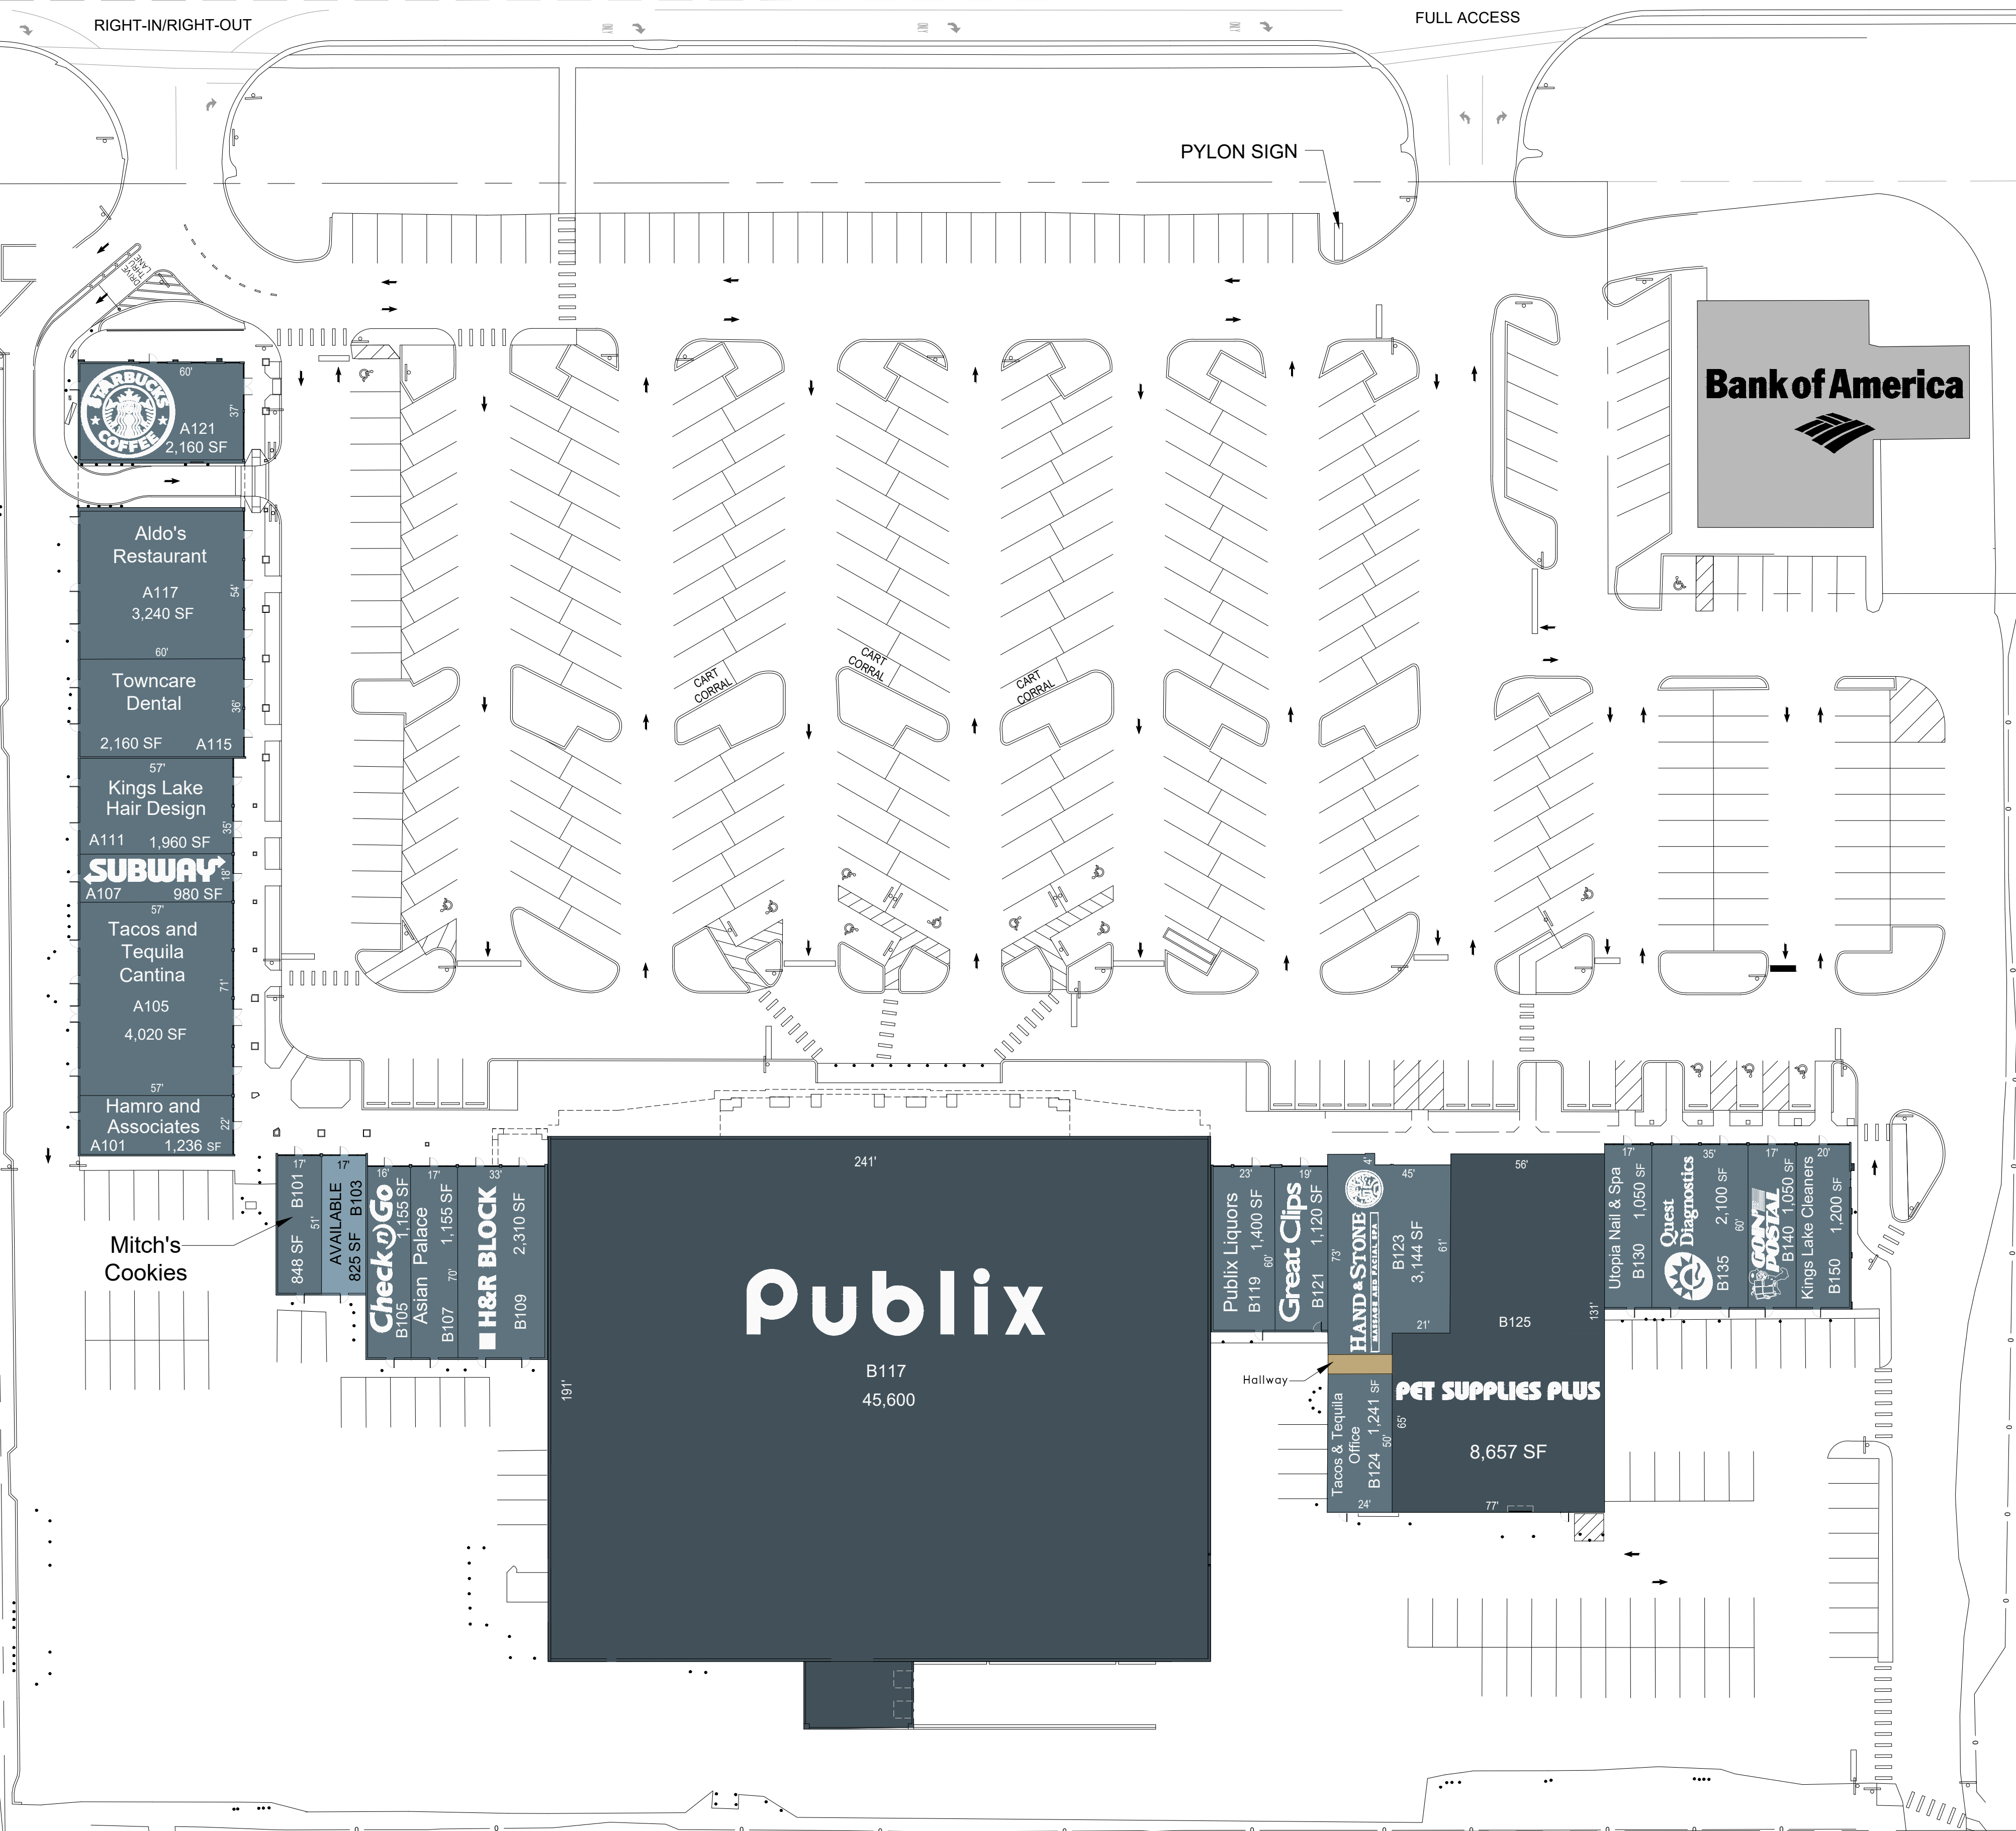 RIGHT-IN/RIGHT-OUT
FULL ACCESS
PYLON SIGN
DRIVE
THRU
LANE
60'
STARBUCKS
COFFEE
37'
A121
2,160 SF
Bank of America
Aldo's
Restaurant
A117
3,240 SF
54'
60'
Towncare
Dental
36'
2,160 SF A115
57'
Kings Lake
Hair Design
35'
A111 1,960 SF
SUBWAY
18'
A107 980 SF
57'
Tacos and
Tequila
Cantina
71'
A105
4,020 SF
57'
Hamro and
Associates
22'
A101 1,236 SF
CART
CORRAL
CART
CORRAL
CART
CORRAL
Mitch's
Cookies
17'
848 SF B101
51'
17'
AVAILABLE
825 SF B103
16'
Check n Go
B105 1,155 SF
17'
Asian Palace
B107 1,155 SF
70'
33'
H&R BLOCK
B109 2,310 SF
241'
191'
Publix
B117
45,600
23'
Publix Liquors
B119 1,400 SF
60'
19'
Great Clips
B121 1,120 SF
4'
45'
73'
HAND & STONE
MASSAGE AND FACIAL SPA
B123
3,144 SF
61'
21'
Hallway
Tacos & Tequila
Office
B124 1,241 SF
50'
24'
56'
131'
B125
PET SUPPLIES PLUS
65'
8,657 SF
77'
17'
Utopia Nail & Spa
B130 1,050 SF
35'
Quest
Diagnostics
B135 2,100 SF
60'
17'
GOIN'
POSTAL
B140 1,050 SF
20'
Kings Lake Cleaners
B150 1,200 SF